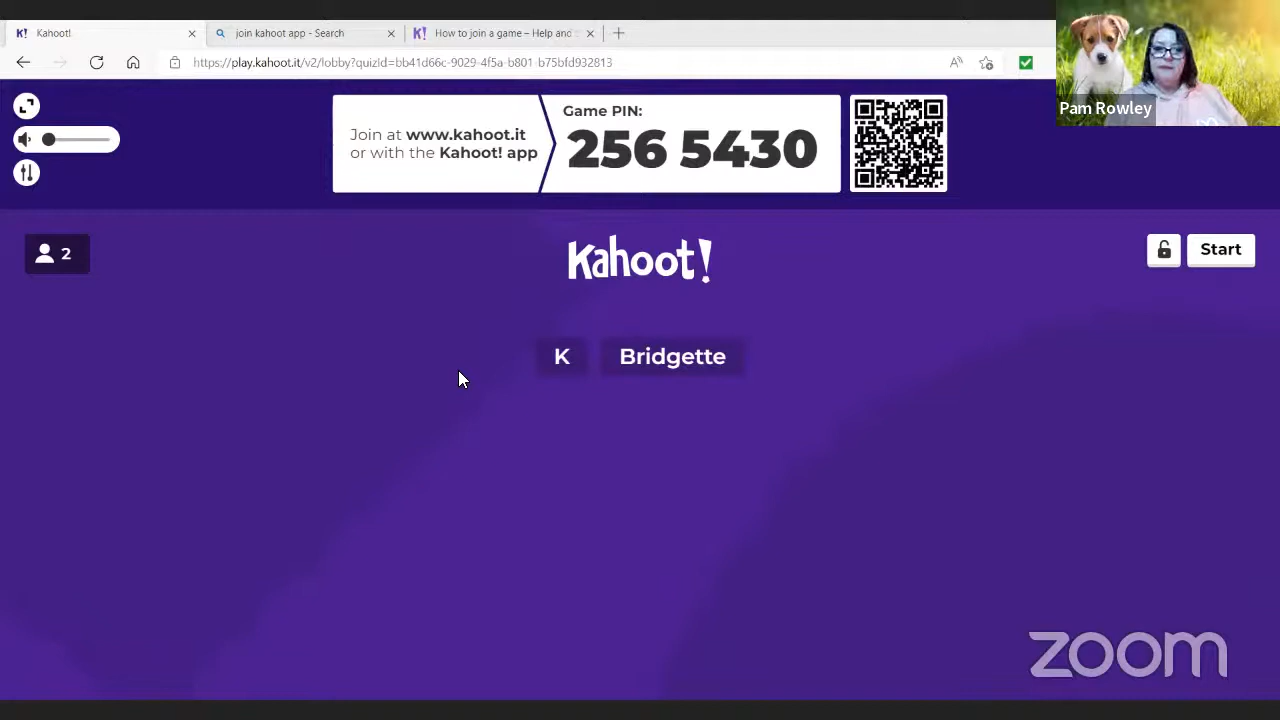 Kahoot!
join kahoot app - Search
How to join a game – Help and
https://play.kahoot.it/v2/lobby?quizId=bb41d66c-9023-4f5a-b801-b75bfd932813
Pam Rowley
Join at www.kahoot.it
or with the Kahoot! app
Game PIN:
256 5430
2
Kahoot!
Start
K
Bridgette
zoom